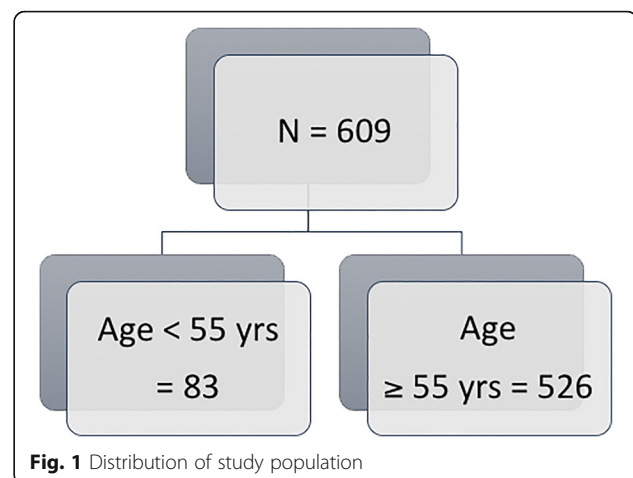 N = 609
Age < 55 yrs
= 83
Age
≥ 55 yrs = 526
Fig. 1 Distribution of study population